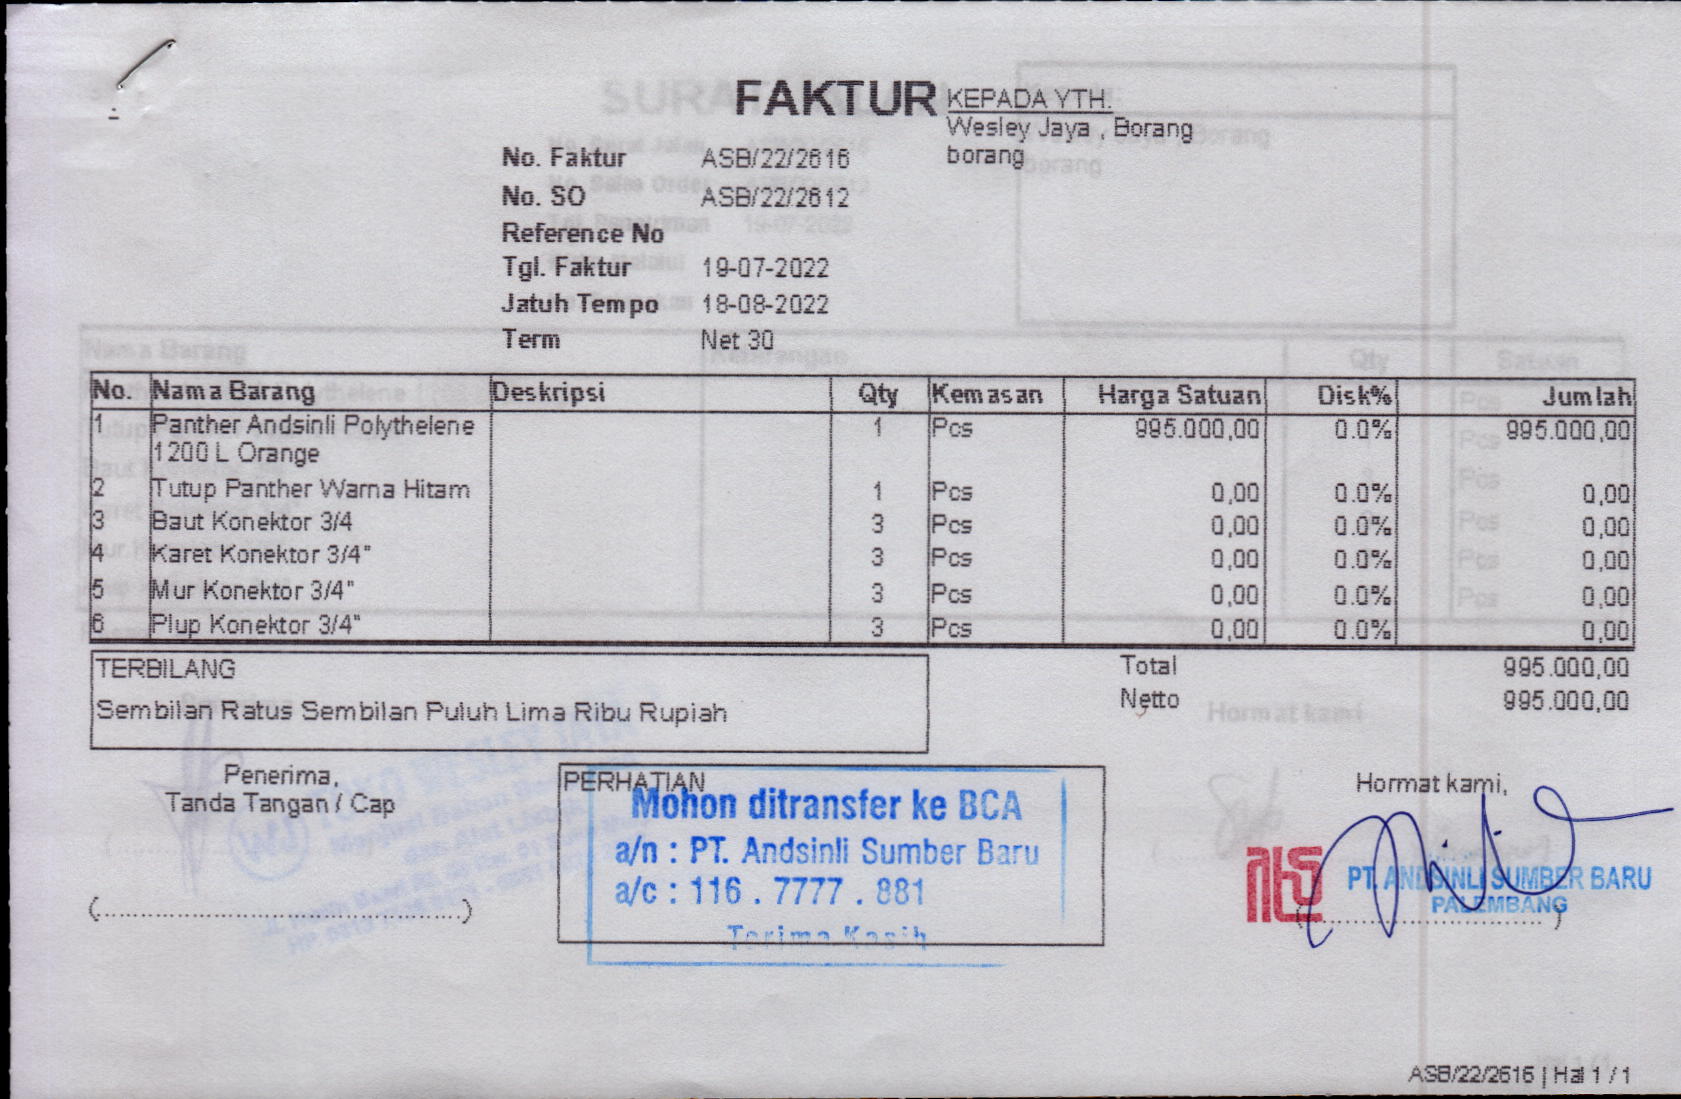 FAKTUR
KEPADA YTH.
Wesley Jaya , Borang
borang
No. Faktur ASB/22/2616
No. SO ASB/22/2612
Reference No
Tgl. Faktur 19-07-2022
Jatuh Tempo 18-08-2022
Term Net 30
No. Nama Barang Deskripsi Qty Kemasan Harga Satuan Disk% Jumlah
1 Panther Andsinli Polythelene 1 Pcs 995.000,00 0.0% 995.000,00
1200 L Orange
2 Tutup Panther Warna Hitam 1 Pcs 0,00 0.0% 0,00
3 Baut Konektor 3/4 3 Pcs 0,00 0.0% 0,00
4 Karet Konektor 3/4" 3 Pcs 0,00 0.0% 0,00
5 Mur Konektor 3/4" 3 Pcs 0,00 0.0% 0,00
6 Plup Konektor 3/4" 3 Pcs 0,00 0.0% 0,00
TERBILANG
Sembilan Ratus Sembilan Puluh Lima Ribu Rupiah
Total 995.000,00
Netto 995.000,00
Penerima,
Tanda Tangan / Cap
(..........................................)
PERHATIAN
Mohon ditransfer ke BCA
a/n : PT. Andsinli Sumber Baru
a/c : 116 . 7777 . 881
Terima Kasih
Hormat kami,
PT. ANDSINLI SUMBER BARU
PALEMBANG
(..............................)
ASB/22/2616 | Hal 1 / 1